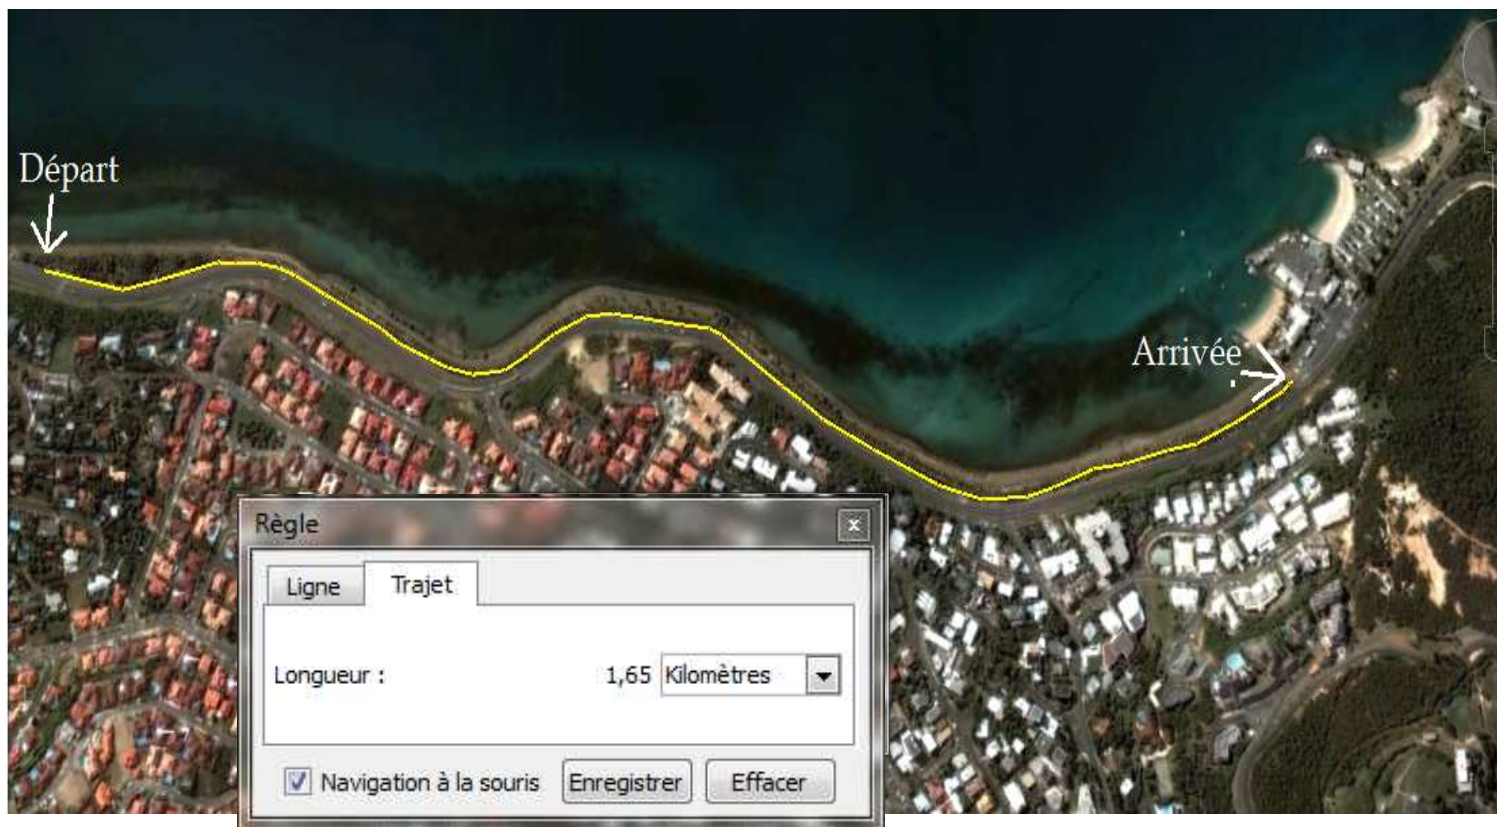 Départ
Arrivée
Règle
Ligne
Trajet
Longueur :
1,65 Kilomètres
Navigation à la souris
Enregistrer
Effacer